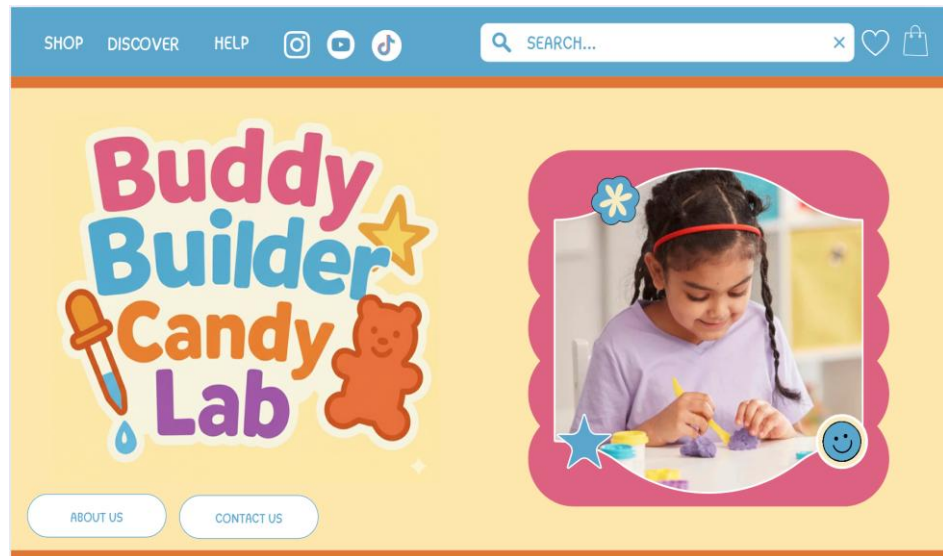 SHOP DISCOVER HELP SEARCH...
Buddy
Builder
Candy
Lab
ABOUT US CONTACT US